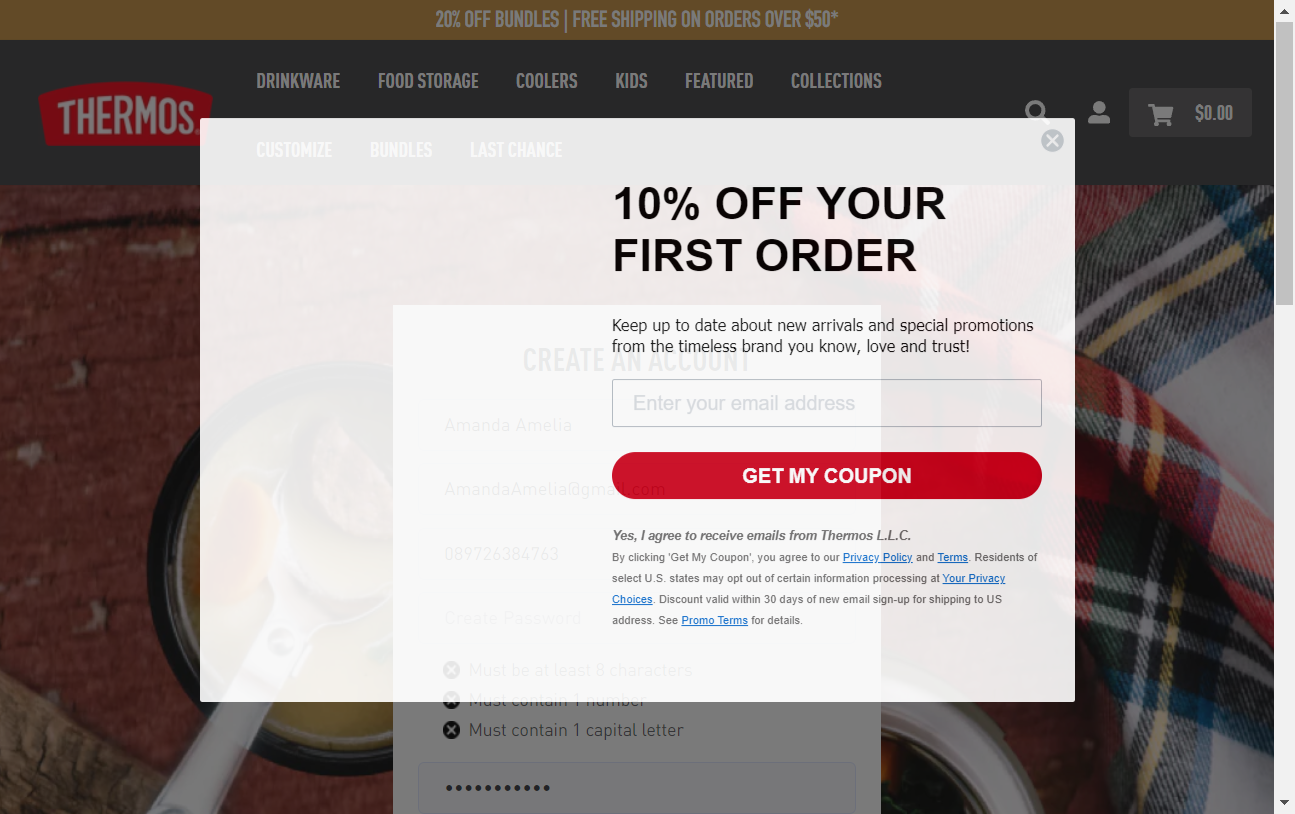 20% OFF BUNDLES | FREE SHIPPING ON ORDERS OVER $50*
DRINKWARE FOOD STORAGE COOLERS KIDS FEATURED COLLECTIONS
THERMOS
$0.00
CUSTOMIZE BUNDLES LAST CHANCE
10% OFF YOUR
FIRST ORDER
Keep up to date about new arrivals and special promotions
from the timeless brand you know, love and trust!
Enter your email address
GET MY COUPON
Yes, I agree to receive emails from Thermos L.L.C.
By clicking 'Get My Coupon', you agree to our Privacy Policy and Terms. Residents of
select U.S. states may opt out of certain information processing at Your Privacy
Choices. Discount valid within 30 days of new email sign-up for shipping to US
address. See Promo Terms for details.
CREATE AN ACCOUNT
Amanda Amelia
AmandaAmelia@gmail.com
089726384763
Create Password
Must be at least 8 characters
Must contain 1 number
Must contain 1 capital letter
•••••••••••